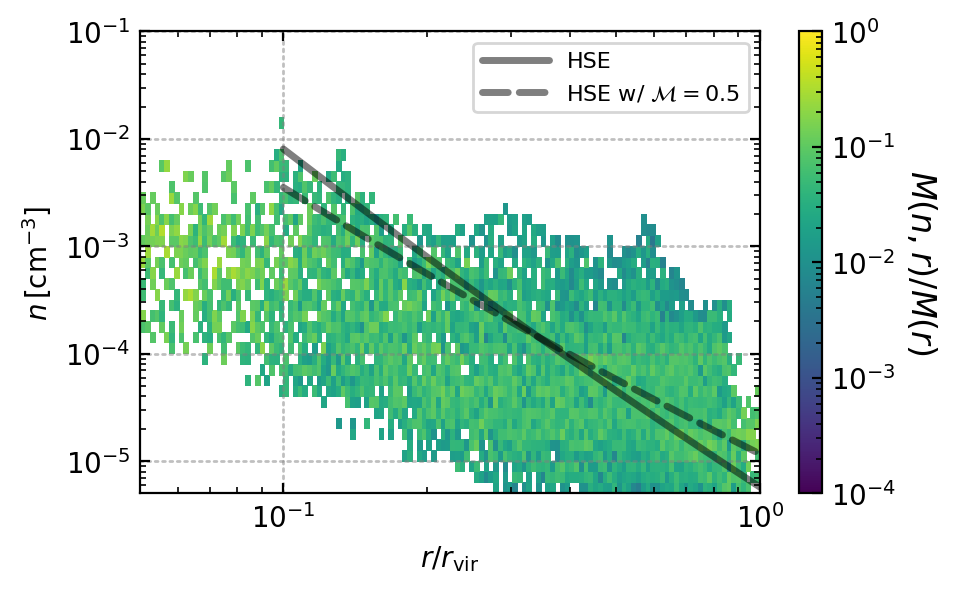 10⁻¹
10⁻²
10⁻³
10⁻⁴
10⁻⁵
n [cm⁻³]
HSE
HSE w/ ℳ = 0.5
10⁻¹
10⁰
r/r_vir
10⁰
10⁻¹
10⁻²
10⁻³
10⁻⁴
M(n, r)/M(r)